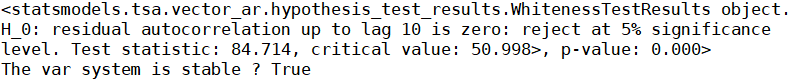 <statsmodels.tsa.vector_ar.hypothesis_test_results.WhitenessTestResults object.
H_0: residual autocorrelation up to lag 10 is zero: reject at 5% significance
level. Test statistic: 84.714, critical value: 50.998>, p-value: 0.000>
The var system is stable ? True